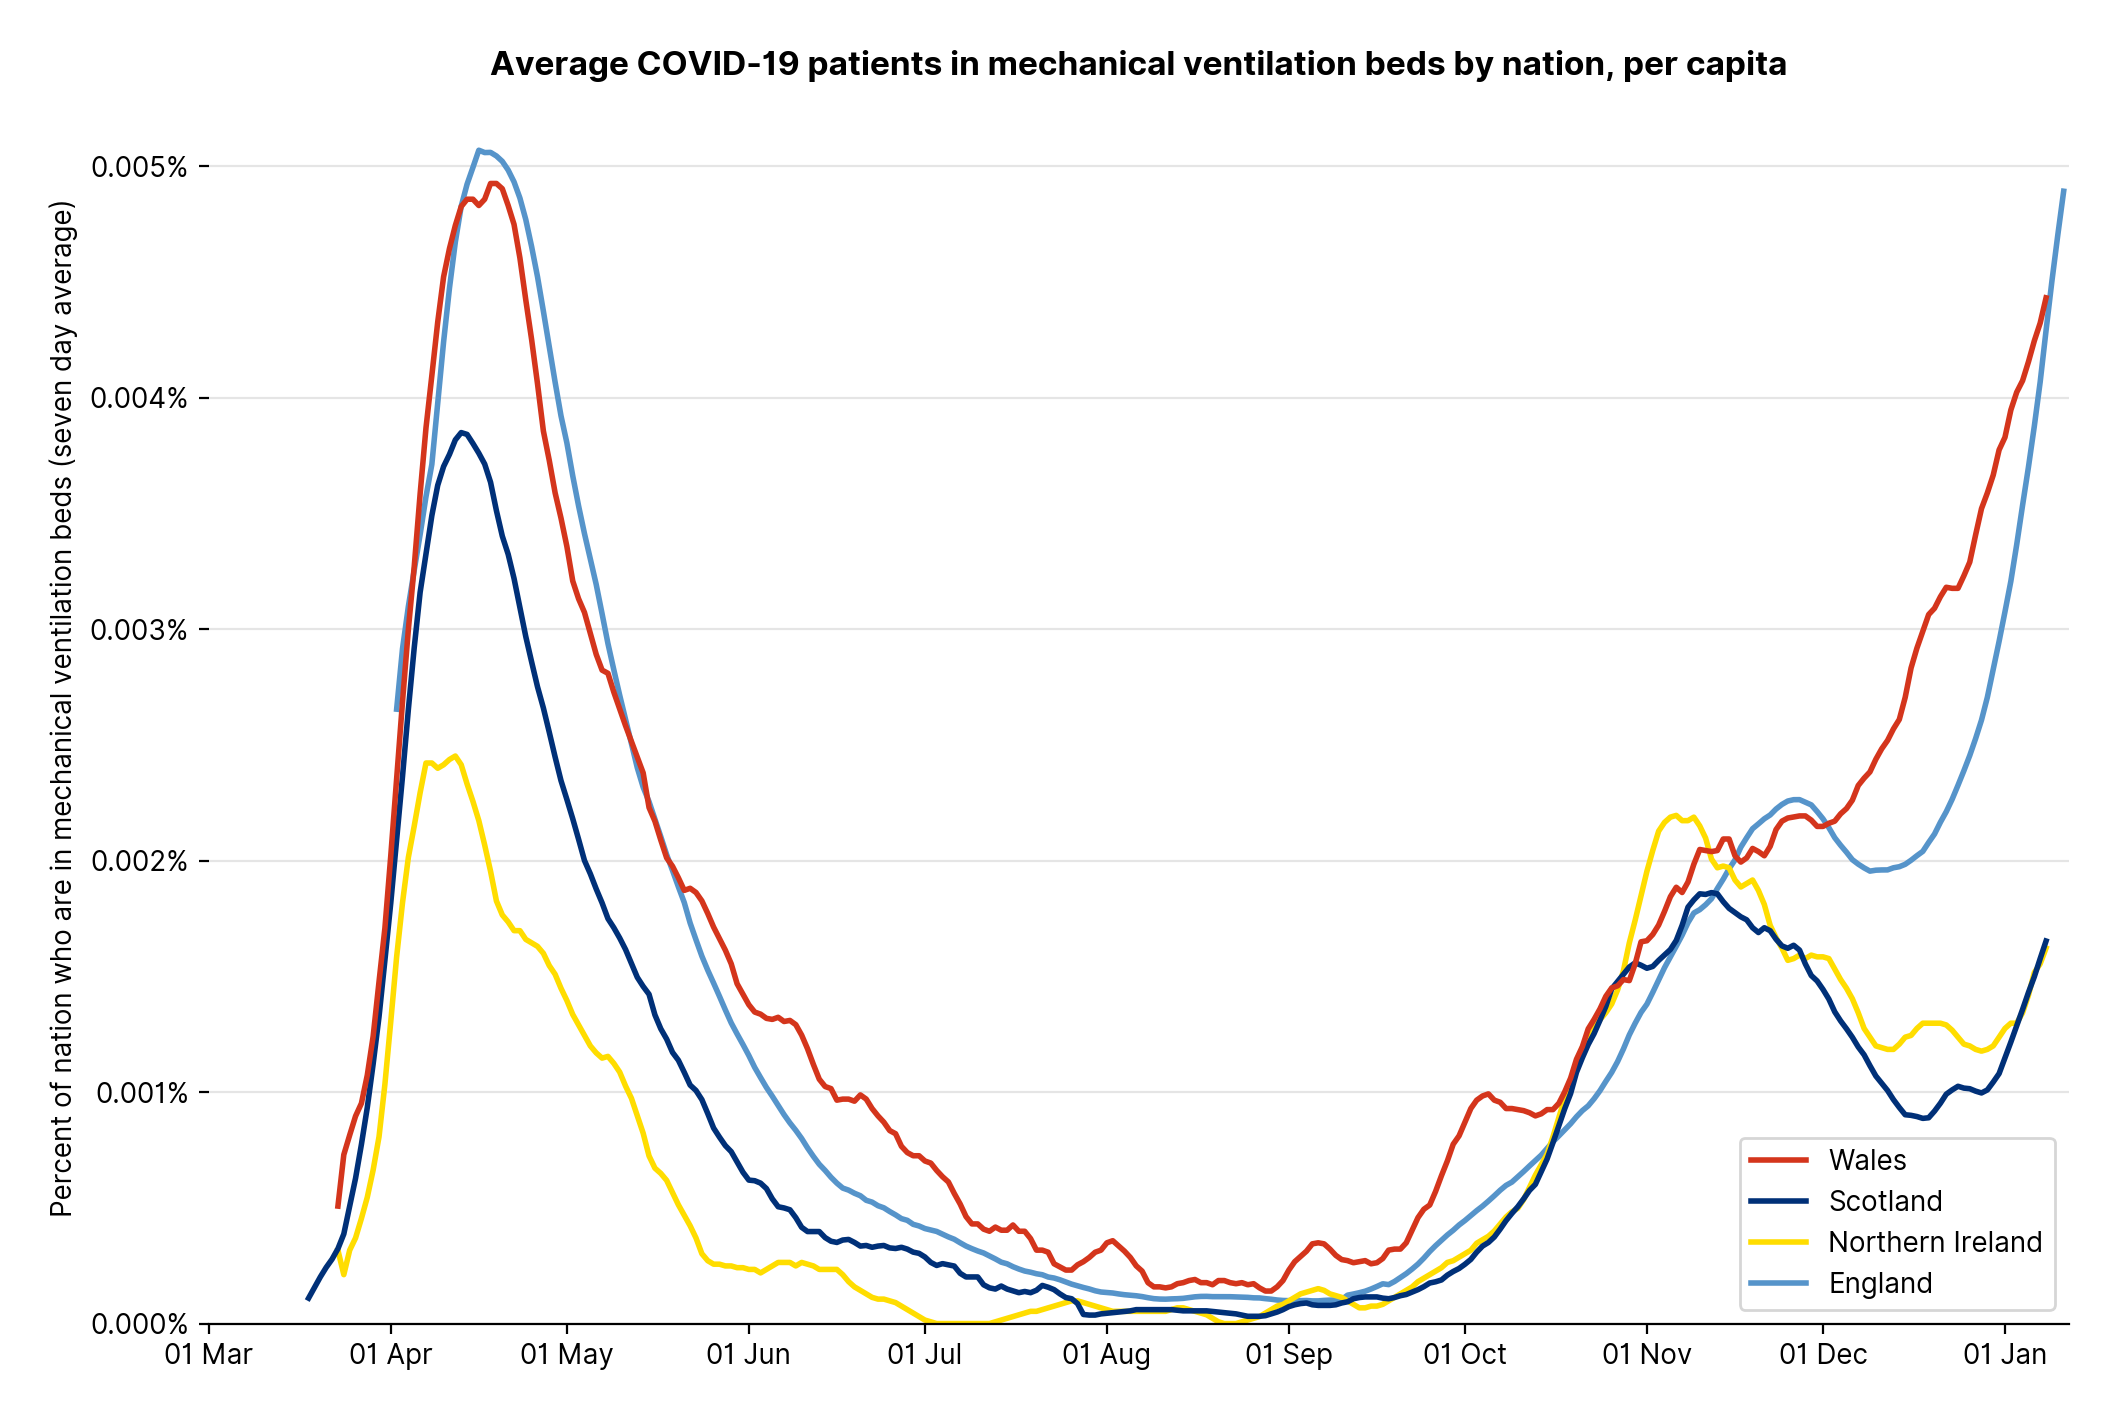 Average COVID-19 patients in mechanical ventilation beds by nation, per capita
Percent of nation who are in mechanical ventilation beds (seven day average)
0.005%
0.004%
0.003%
0.002%
0.001%
0.000%
01 Mar
01 Apr
01 May
01 Jun
01 Jul
01 Aug
01 Sep
01 Oct
01 Nov
01 Dec
01 Jan
Wales
Scotland
Northern Ireland
England